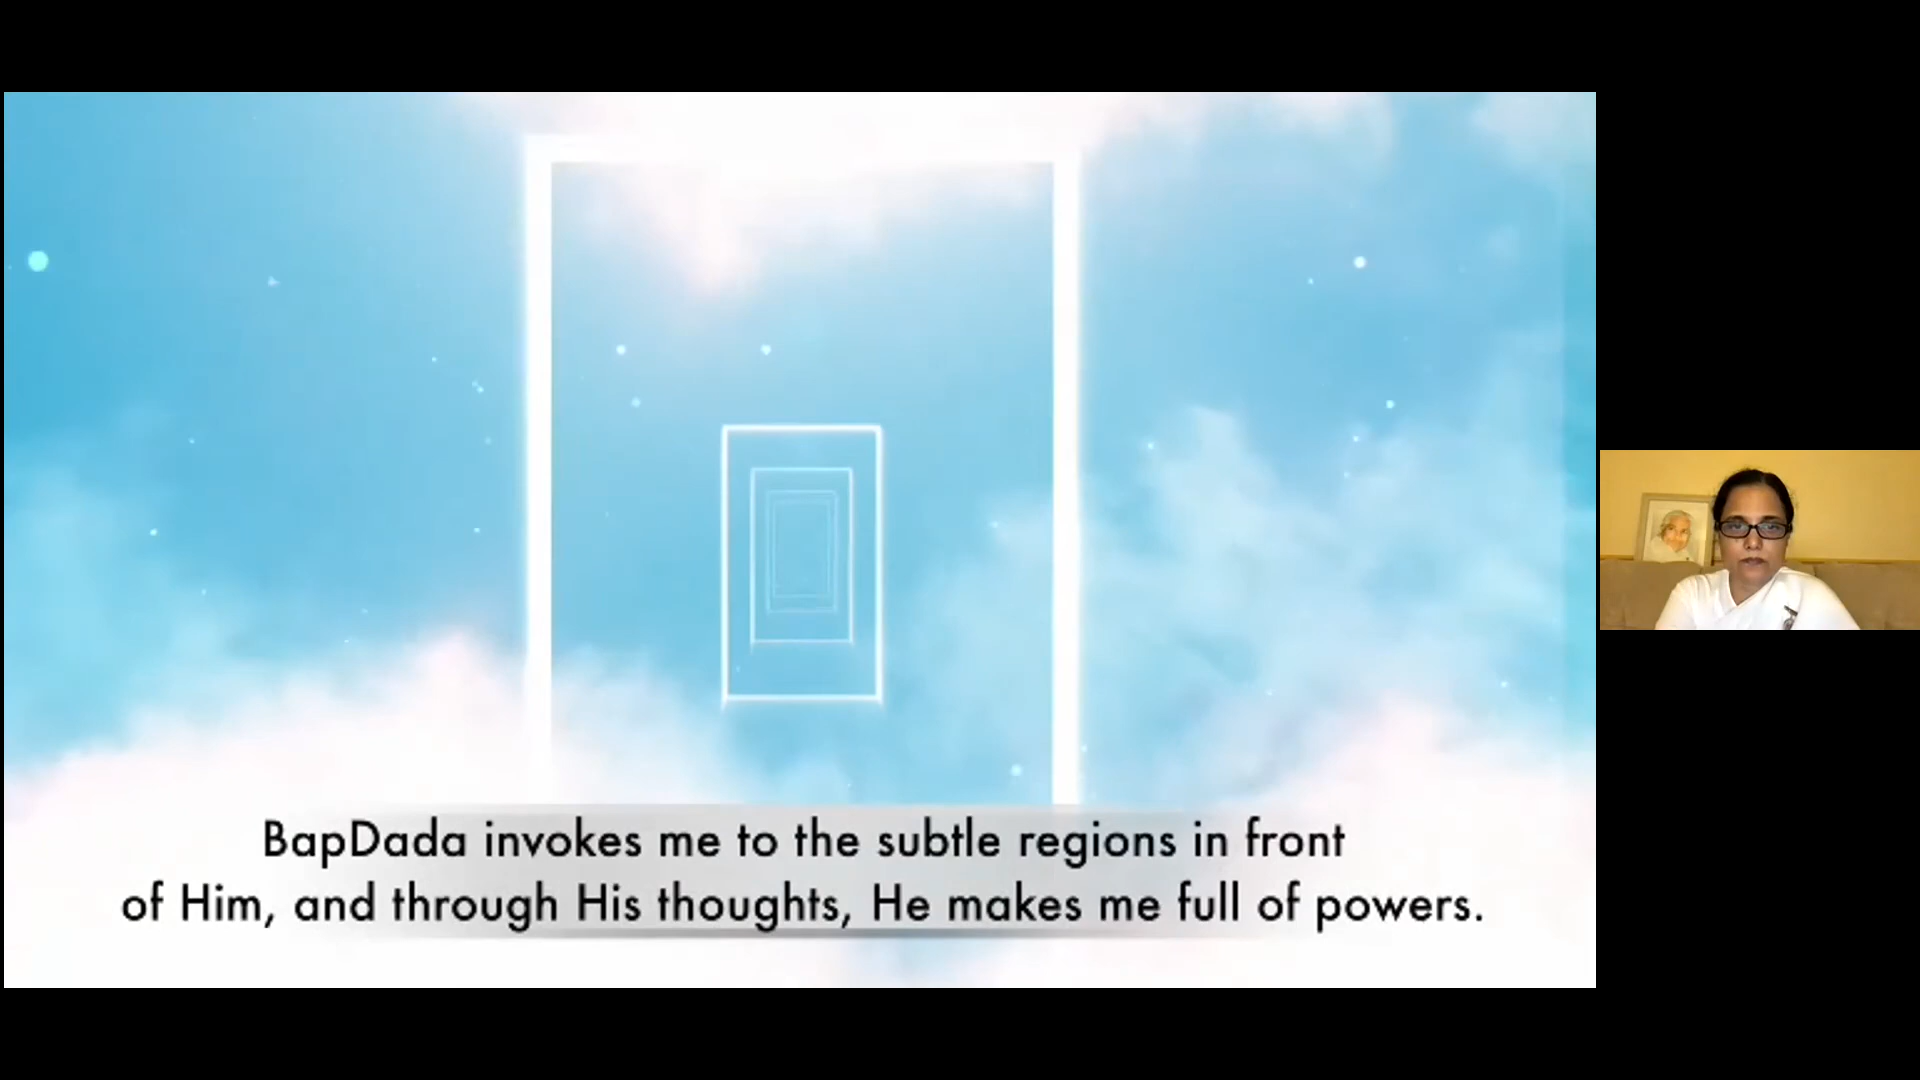 BapDada invokes me to the subtle regions in front
of Him, and through His thoughts, He makes me full of powers.